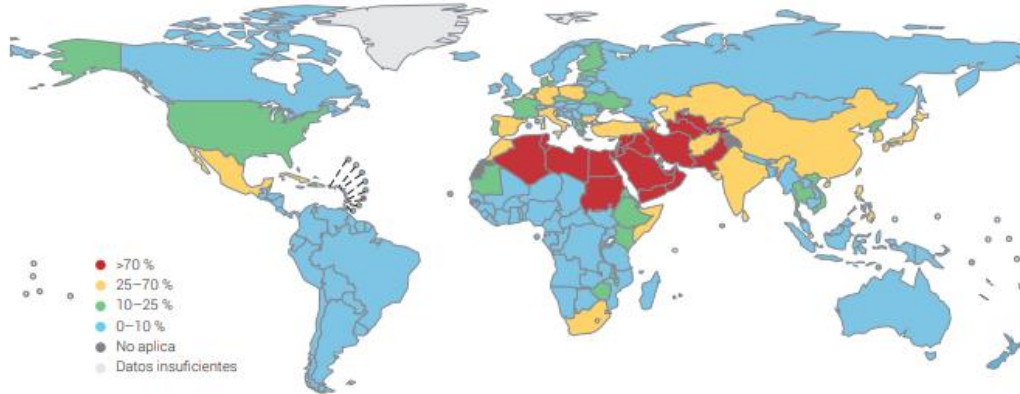 >70 %
25–70 %
10–25 %
0–10 %
No aplica
Datos insuficientes